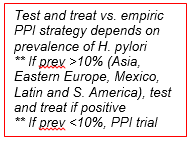 Test and treat vs. empiric
PPI strategy depends on
prevalence of H. pylori
** If prev >10% (Asia,
Eastern Europe, Mexico,
Latin and S. America), test
and treat if positive
** If prev <10%, PPI trial